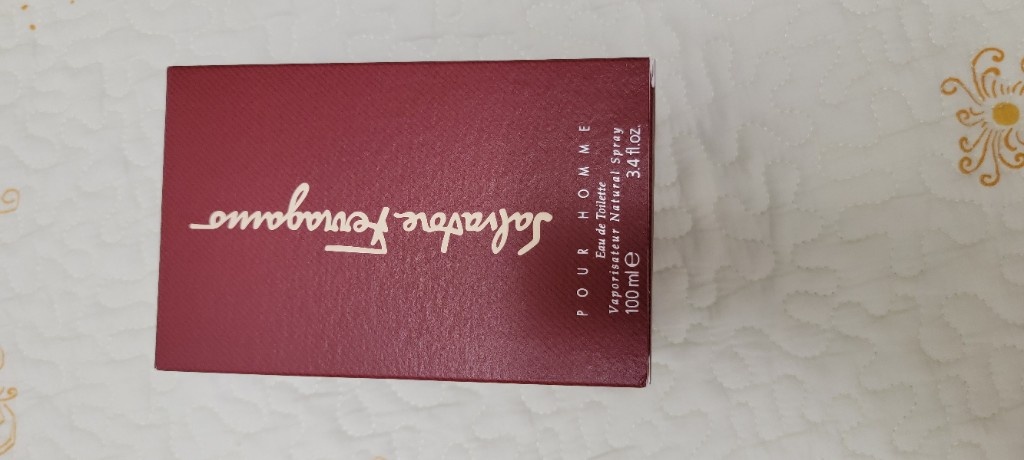 Salvatore Ferragamo
POUR HOMME
Eau de Toilette
Vaporisateur Natural Spray
100 ml e 3.4 fl.oz.